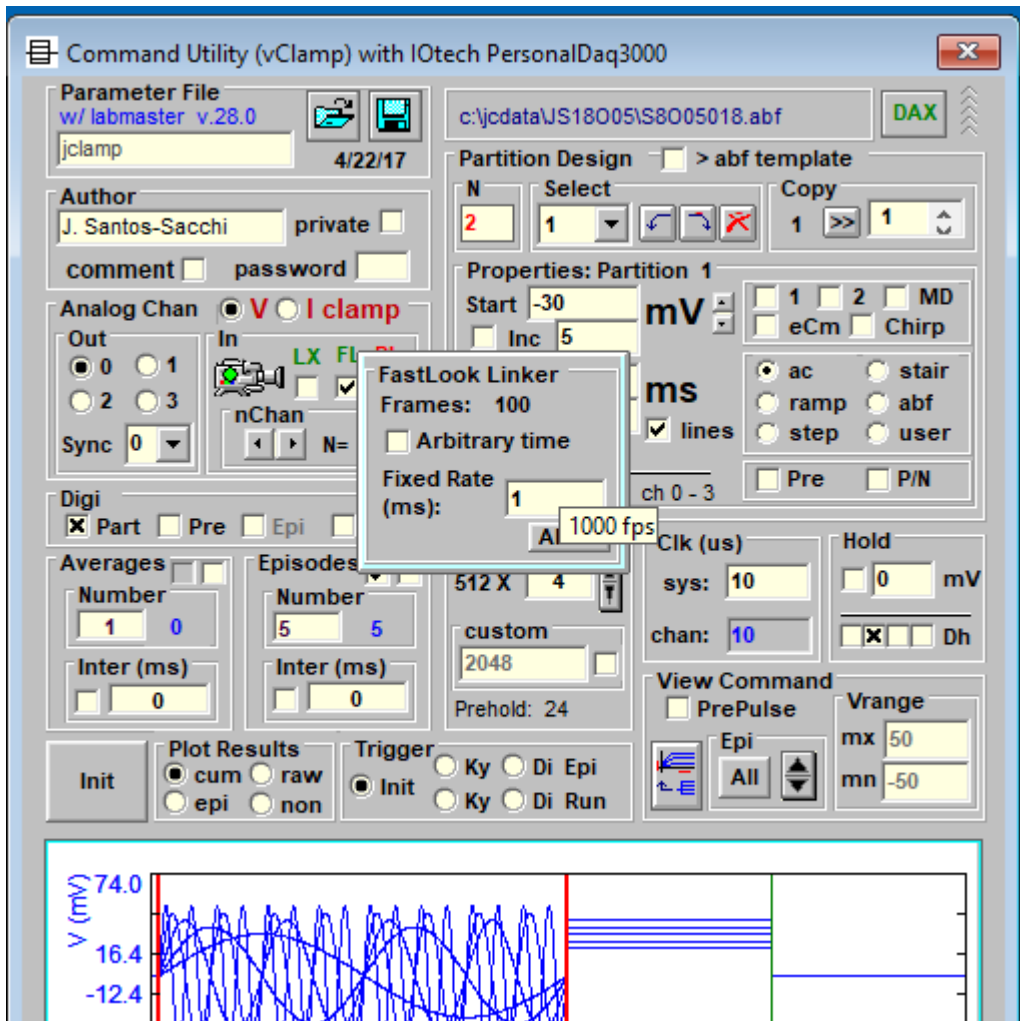 Command Utility (vClamp) with IOtech PersonalDaq3000
Parameter File
w/ labmaster v.28.0
jclamp
4/22/17
c:\jcdata\JS18O05\S8O05018.abf
DAX
Author
J. Santos-Sacchi
private
comment
password
Partition Design
> abf template
N
2
Select
1
Copy
1
>>
1
Properties: Partition 1
Start
-30
mV
Inc
5
ms
lines
ch 0 - 3
1
2
MD
eCm
Chirp
ac
stair
ramp
abf
step
user
Pre
P/N
Analog Chan
V
I clamp
Out
0
1
2
3
Sync
0
In
LX
nChan
N=
FastLook Linker
Frames: 100
Arbitrary time
Fixed Rate
(ms):
1
1000 fps
Digi
Part
Pre
Epi
Averages
Number
1
0
Inter (ms)
0
Episodes
Number
5
5
Inter (ms)
0
512 X
4
custom
2048
Prehold: 24
Clk (us)
sys:
10
chan:
10
Hold
0
mV
Dh
View Command
PrePulse
Epi
All
Vrange
mx
50
mn
-50
Init
Plot Results
cum
raw
epi
non
Trigger
Init
Ky
Di
Epi
Ky
Di
Run
V (mV)
74.0
16.4
-12.4